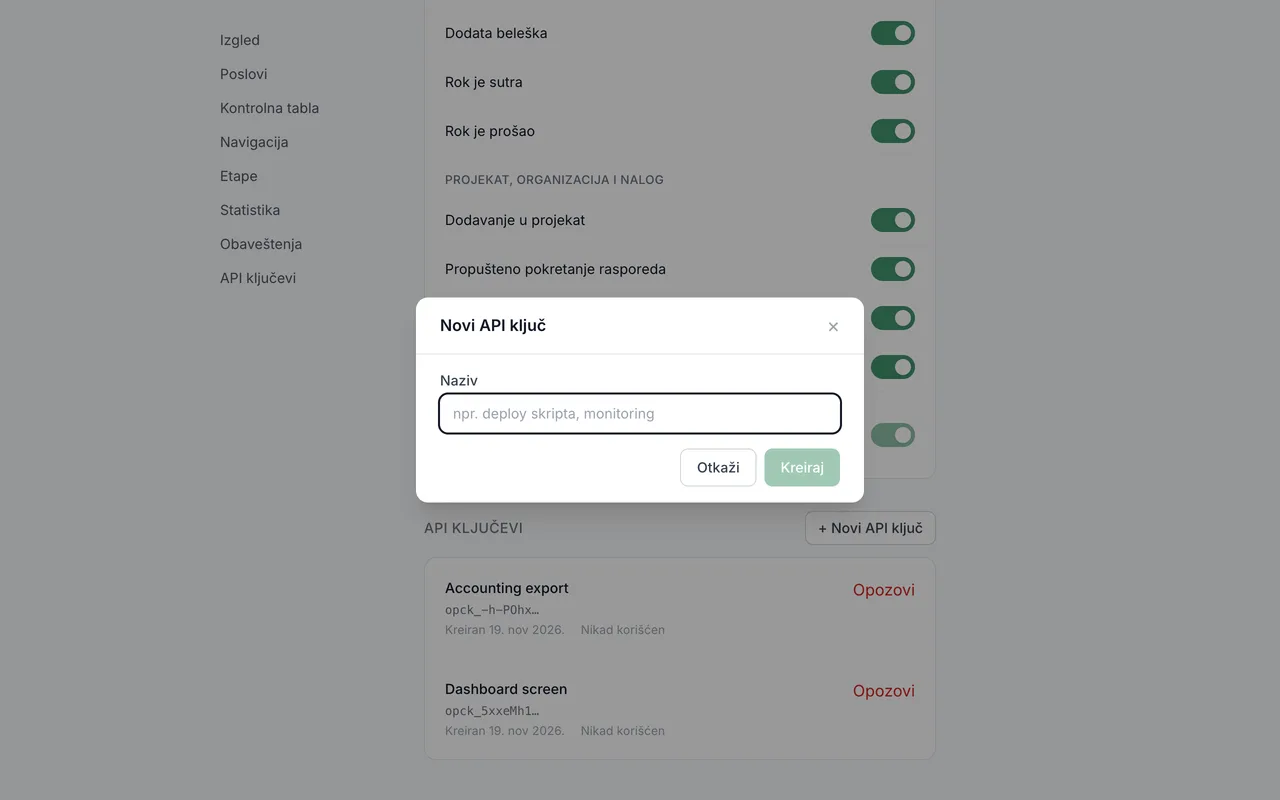 Izgled
Poslovi
Kontrolna tabla
Navigacija
Etape
Statistika
Obaveštenja
API ključevi
Dodata beleška
Rok je sutra
Rok je prošao
PROJEKAT, ORGANIZACIJA I NALOG
Dodavanje u projekat
Propušteno pokretanje rasporeda
Novi API ključ
×
Naziv
npr. deploy skripta, monitoring
Otkaži
Kreiraj
API KLJUČEVI
+ Novi API ključ
Accounting export
Opozovi
opck_-h-POhx…
Kreiran 19. nov 2026. Nikad korišćen
Dashboard screen
Opozovi
opck_5xxeMh1…
Kreiran 19. nov 2026. Nikad korišćen